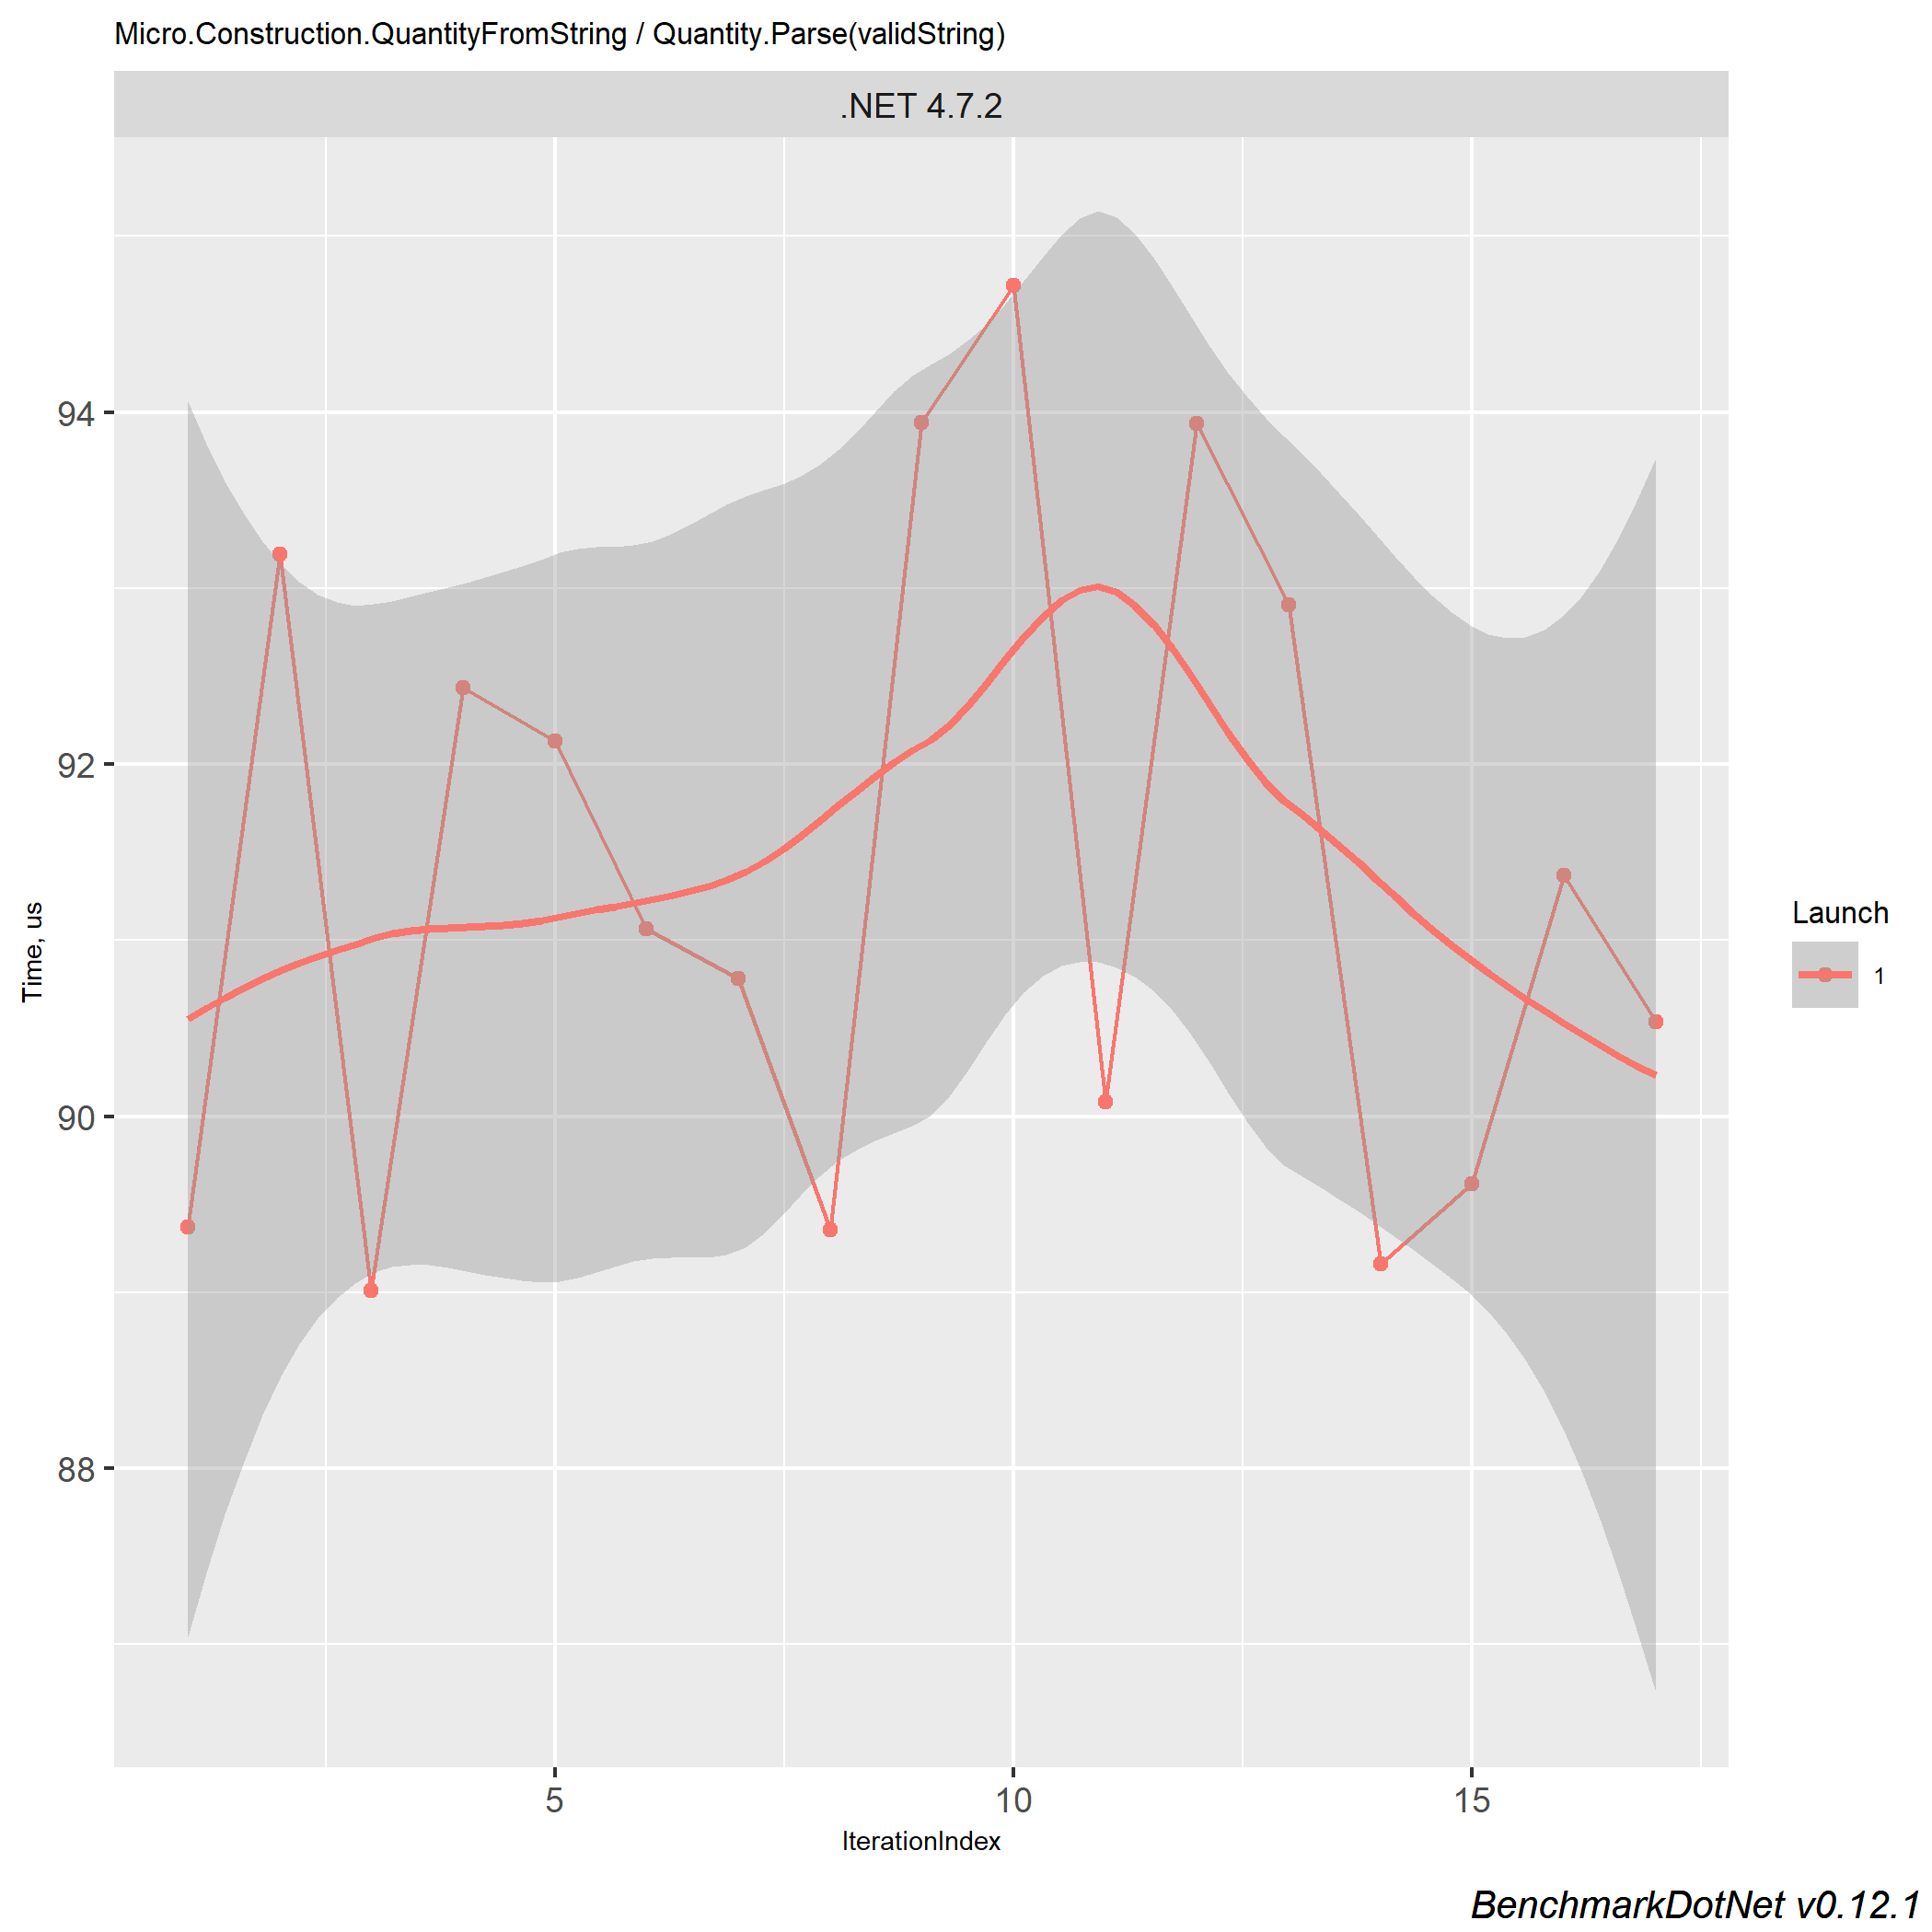 Micro.Construction.QuantityFromString / Quantity.Parse(validString)
.NET 4.7.2
94
92
90
88
Time, us
5
10
15
IterationIndex
Launch
1
BenchmarkDotNet v0.12.1